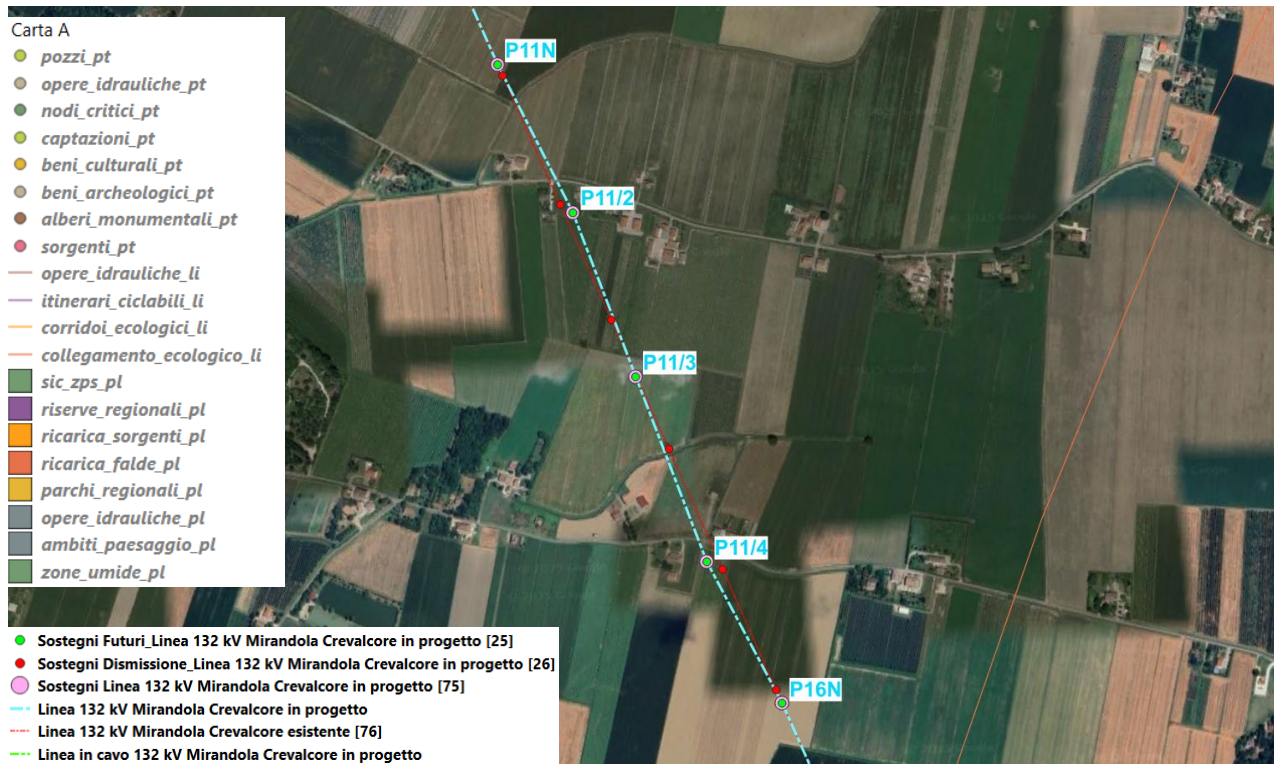 Carta A
pozzi_pt
opere_idrauliche_pt
nodi_critici_pt
captazioni_pt
beni_culturali_pt
beni_archeologici_pt
alberi_monumentali_pt
sorgenti_pt
opere_idrauliche_li
itinerari_ciclabili_li
corridoi_ecologici_li
collegamento_ecologico_li
sic_zps_pl
riserve_regionali_pl
ricarica_sorgenti_pl
ricarica_falde_pl
parchi_regionali_pl
opere_idrauliche_pl
ambiti_paesaggio_pl
zone_umide_pl
P11N
P11/2
P11/3
P11/4
P16N
Sostegni Futuri_Linea 132 kV Mirandola Crevalcore in progetto [25]
Sostegni Dismissione_Linea 132 kV Mirandola Crevalcore in progetto [26]
Sostegni Linea 132 kV Mirandola Crevalcore in progetto [75]
Linea 132 kV Mirandola Crevalcore in progetto
Linea 132 kV Mirandola Crevalcore esistente [76]
Linea in cavo 132 kV Mirandola Crevalcore in progetto